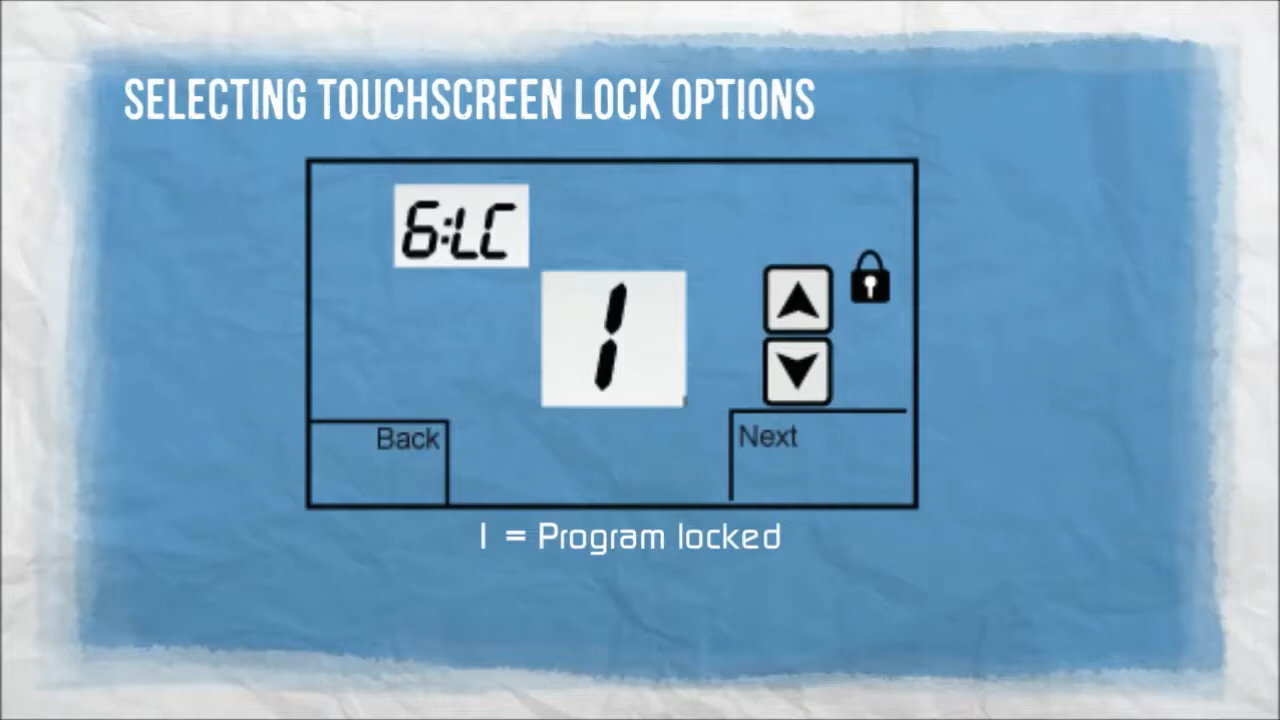 SELECTING TOUCHSCREEN LOCK OPTIONS
6:LC
1
Back
Next
1 = Program locked